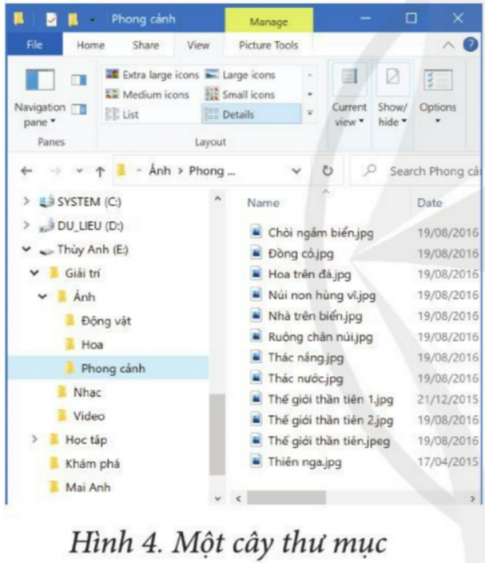 Phong cảnh
Manage
File Home Share View Picture Tools
Extra large icons Large icons
Medium icons Small icons
List Details
Navigation pane
Current view
Show/hide
Options
Panes
Layout
Ảnh > Phong ...
Search Phong cả
SYSTEM (C:)
DU_LIEU (D:)
Thùy Anh (E:)
Giải trí
Ảnh
Động vật
Hoa
Phong cảnh
Nhạc
Video
Học tập
Khám phá
Mai Anh
Name Date
Chòi ngắm biển.jpg 19/08/2016
Đồng cỏ.jpg 19/08/2016
Hoa trên đá.jpg 19/08/2016
Núi non hùng vĩ.jpg 19/08/2016
Nhà trên biển.jpg 19/08/2016
Ruộng chân núi.jpg 19/08/2016
Thác nắng.jpg 19/08/2016
Thác nước.jpg 19/08/2016
Thế giới thần tiên 1.jpg 21/12/2015
Thế giới thần tiên 2.jpg 19/08/2016
Thế giới thần tiên.jpeg 19/08/2016
Thiên nga.jpg 17/04/2015
Hình 4. Một cây thư mục